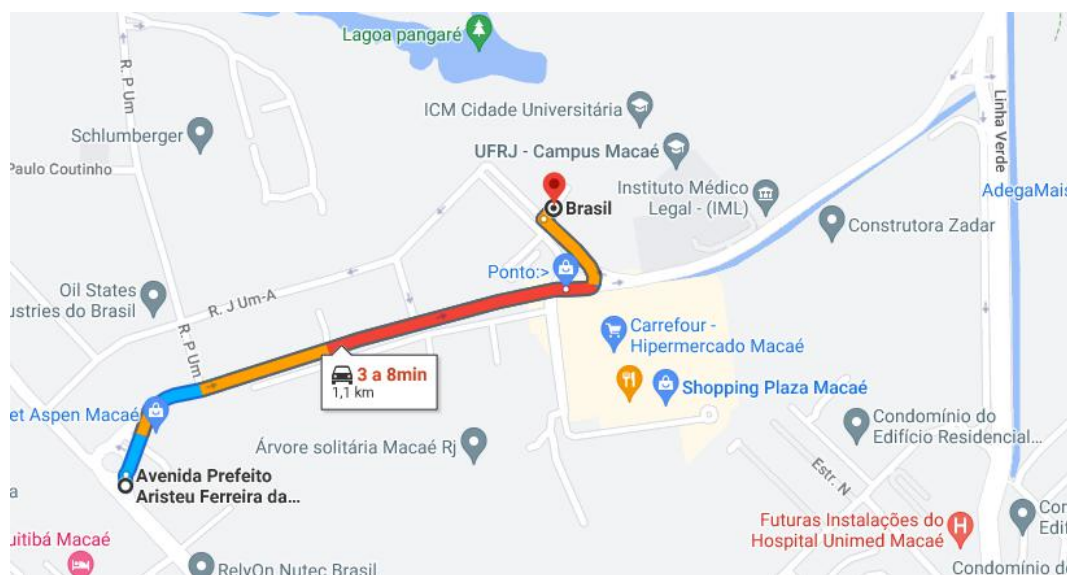 Lagoa pangaré
R. P Um
ICM Cidade Universitária
Schlumberger
UFRJ - Campus Macaé
Paulo Coutinho
Instituto Médico
Legal - (IML)
Linha Verde
AdegaMais
Brasil
Construtora Zadar
Ponto:>
Oil States
ustries do Brasil
R. J Um-A
R. P Um
Carrefour -
Hipermercado Macaé
3 a 8min
1,1 km
Shopping Plaza Macaé
et Aspen Macaé
Condomínio do
Edifício Residencial...
Árvore solitária Macaé Rj
Avenida Prefeito
Aristeu Ferreira da...
a
Estr. N
Cor
Edif
Futuras Instalações do
Hospital Unimed Macaé
H
uitibá Macaé
RelyOn Nutec Brasil
Condomínio do